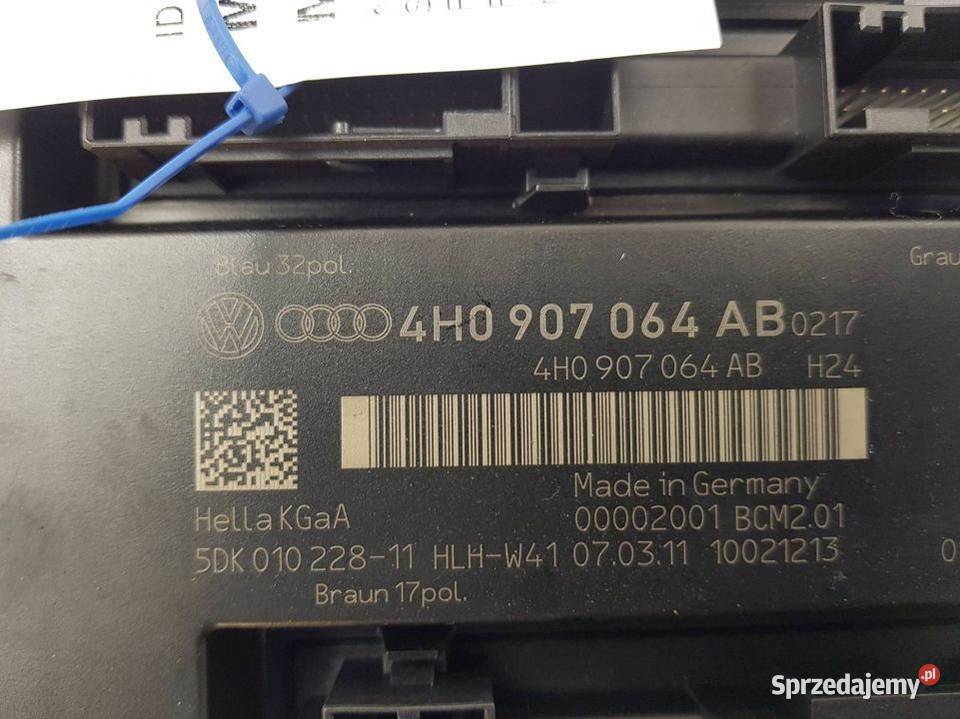 ID
Blau 32pol.
Grau
4H0 907 064 AB 0217
4H0 907 064 AB H24
Made in Germany
Hella KGaA 00002001 BCM2.01
5DK 010 228-11 HLH-W41 07.03.11 10021213
Braun 17pol.
Sprzedajemy.pl